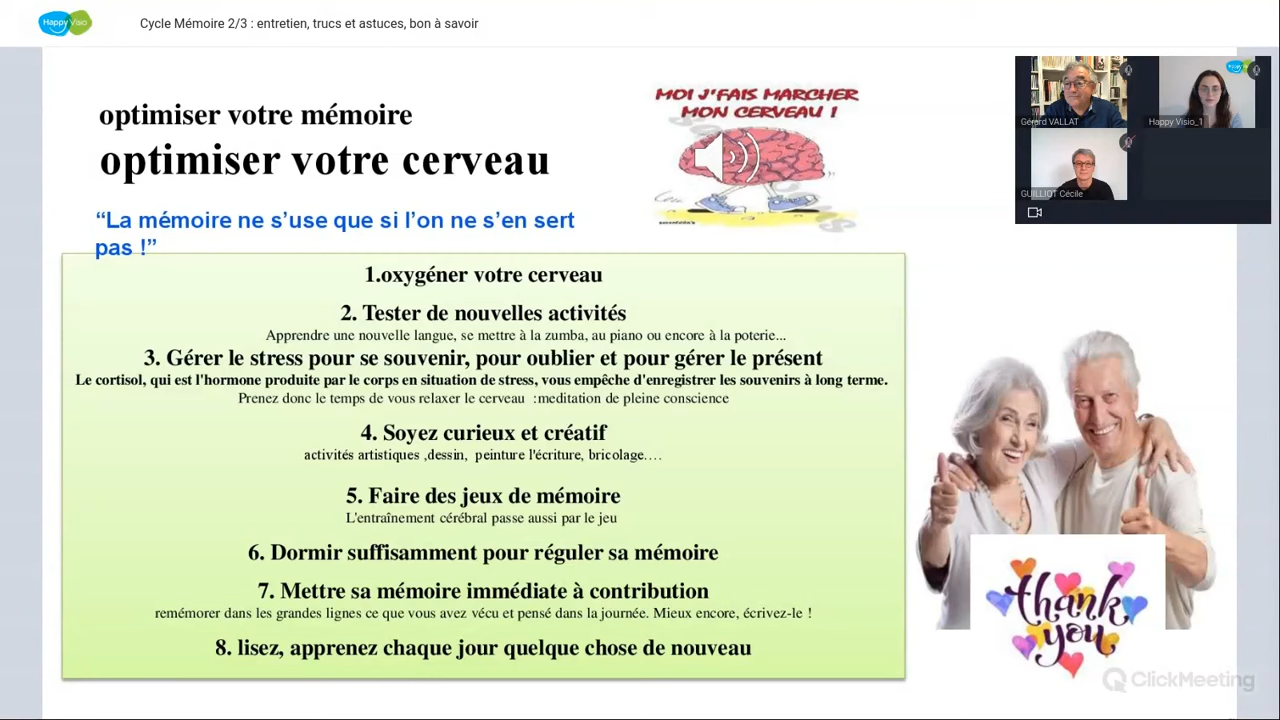 Happy Visio
Cycle Mémoire 2/3 : entretien, trucs et astuces, bon à savoir
optimiser votre mémoire
optimiser votre cerveau
“La mémoire ne s’use que si l’on ne s’en sert
pas !”
MOI J'FAIS MARCHER
MON CERVEAU !
Gérard VALLAT
Happy Visio_1
GUILLIOT Cécile
1.oxygéner votre cerveau
2. Tester de nouvelles activités
Apprendre une nouvelle langue, se mettre à la zumba, au piano ou encore à la poterie...
3. Gérer le stress pour se souvenir, pour oublier et pour gérer le présent
Le cortisol, qui est l'hormone produite par le corps en situation de stress, vous empêche d'enregistrer les souvenirs à long terme.
Prenez donc le temps de vous relaxer le cerveau :meditation de pleine conscience
4. Soyez curieux et créatif
activités artistiques ,dessin, peinture l'écriture, bricolage….
5. Faire des jeux de mémoire
L'entraînement cérébral passe aussi par le jeu
6. Dormir suffisamment pour réguler sa mémoire
7. Mettre sa mémoire immédiate à contribution
remémorer dans les grandes lignes ce que vous avez vécu et pensé dans la journée. Mieux encore, écrivez-le !
8. lisez, apprenez chaque jour quelque chose de nouveau
thank
you
ClickMeeting